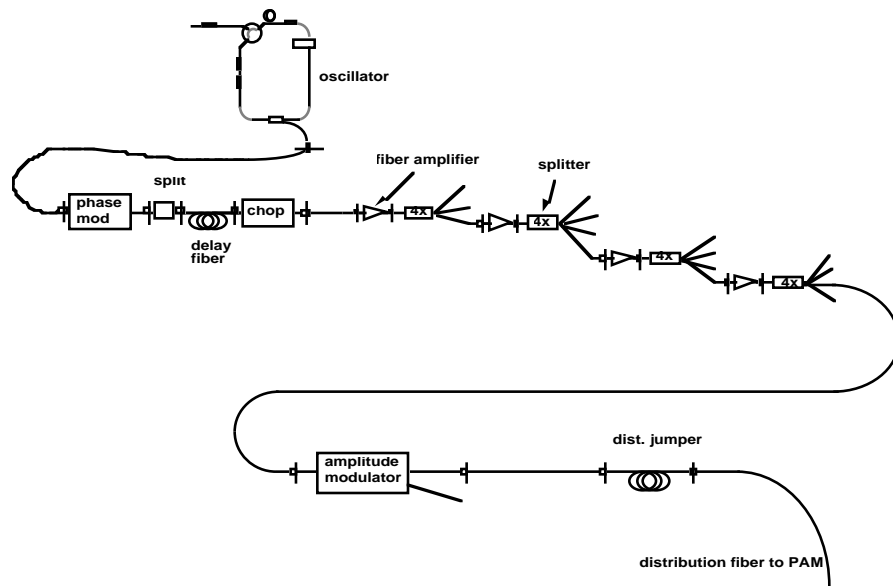 oscillator
fiber amplifier
splitter
split
phase
mod
chop
delay
fiber
4x
4x
4x
4x
dist. jumper
amplitude
modulator
distribution fiber to PAM